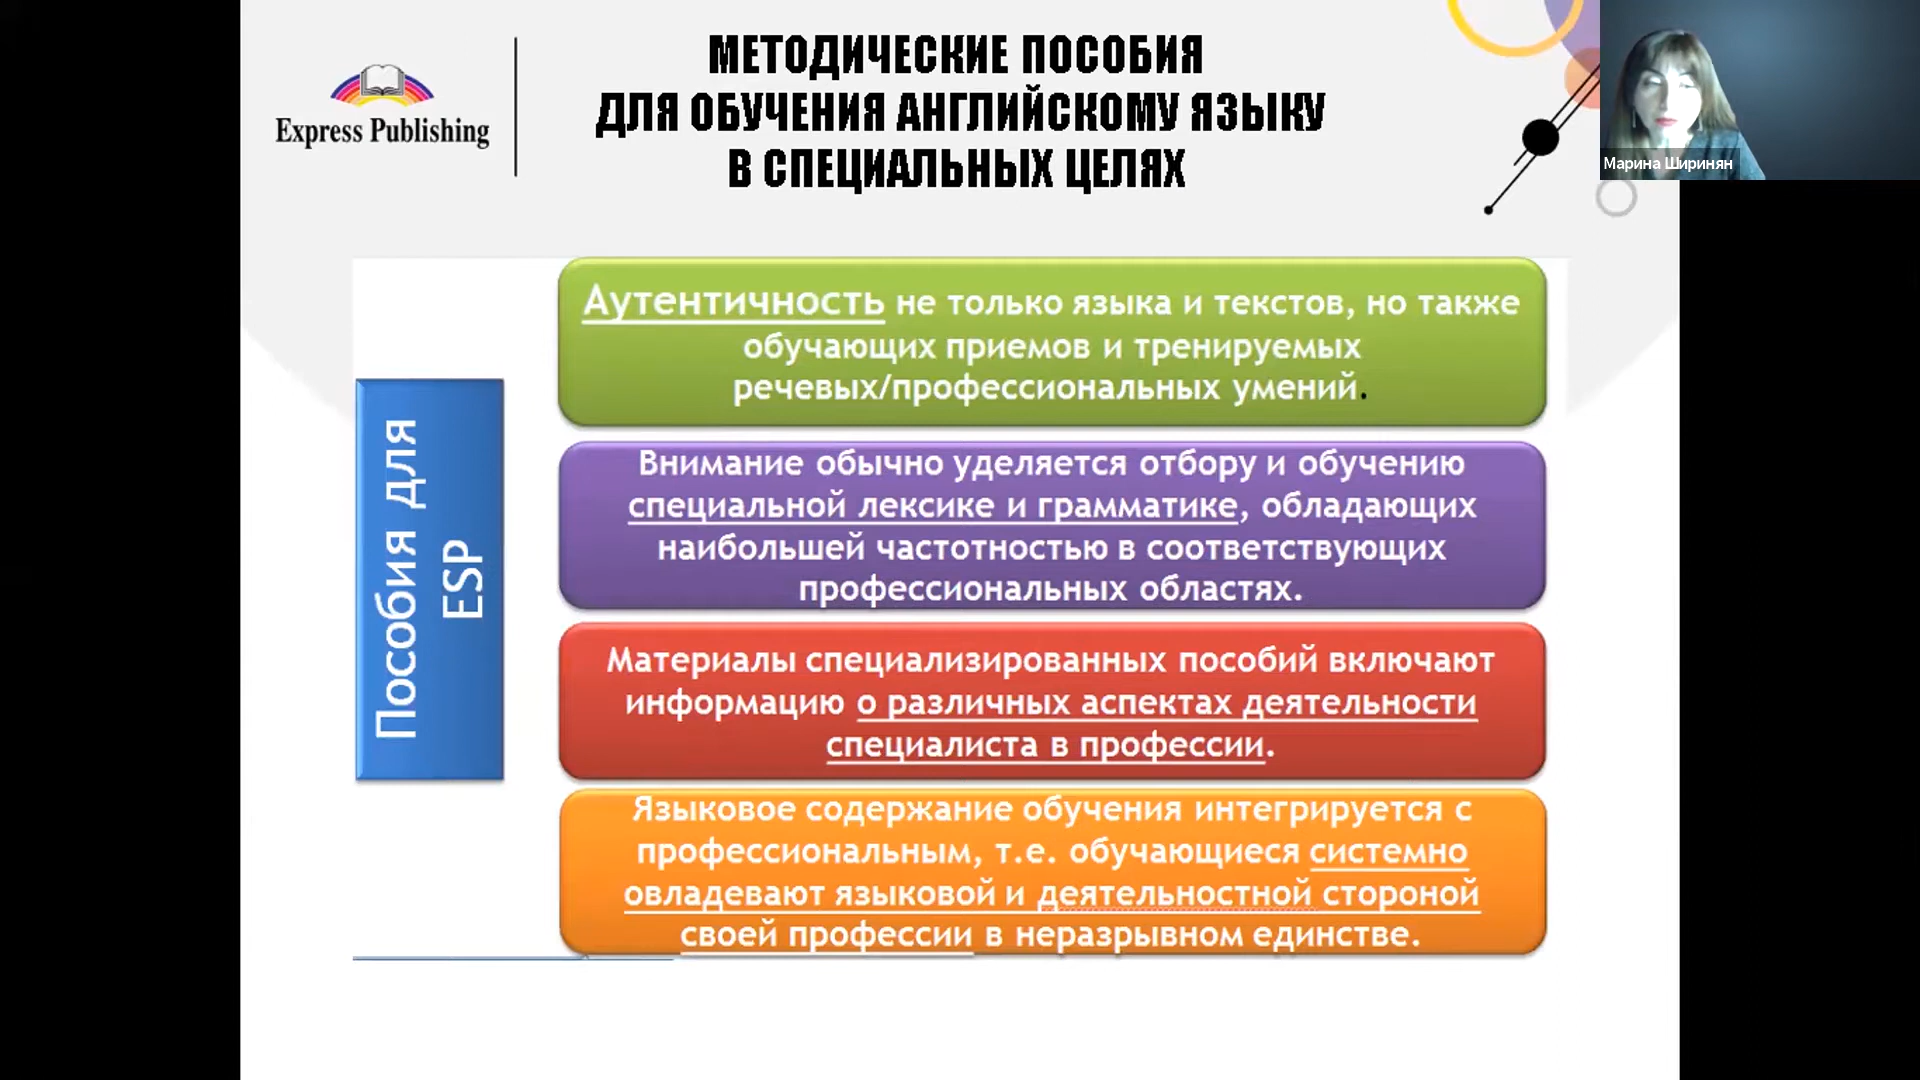 МЕТОДИЧЕСКИЕ ПОСОБИЯ
ДЛЯ ОБУЧЕНИЯ АНГЛИЙСКОМУ ЯЗЫКУ
В СПЕЦИАЛЬНЫХ ЦЕЛЯХ
Express Publishing
Марина Ширинян
Пособия для
ESP
Аутентичность не только языка и текстов, но также
обучающих приемов и тренируемых
речевых/профессиональных умений.
Внимание обычно уделяется отбору и обучению
специальной лексике и грамматике, обладающих
наибольшей частотностью в соответствующих
профессиональных областях.
Материалы специализированных пособий включают
информацию о различных аспектах деятельности
специалиста в профессии.
Языковое содержание обучения интегрируется с
профессиональным, т.е. обучающиеся системно
овладевают языковой и деятельностной стороной
своей профессии в неразрывном единстве.